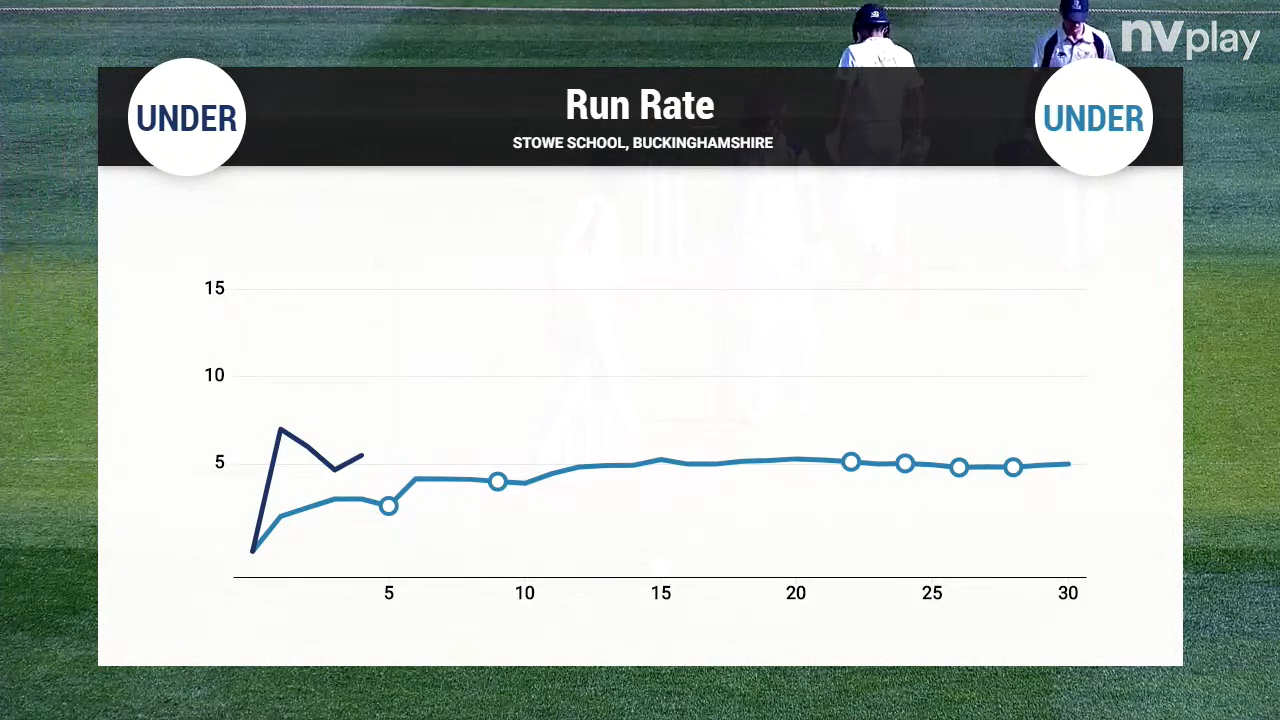 nvplay
UNDER
Run Rate
UNDER
STOWE SCHOOL, BUCKINGHAMSHIRE
15
10
5
5
10
15
20
25
30